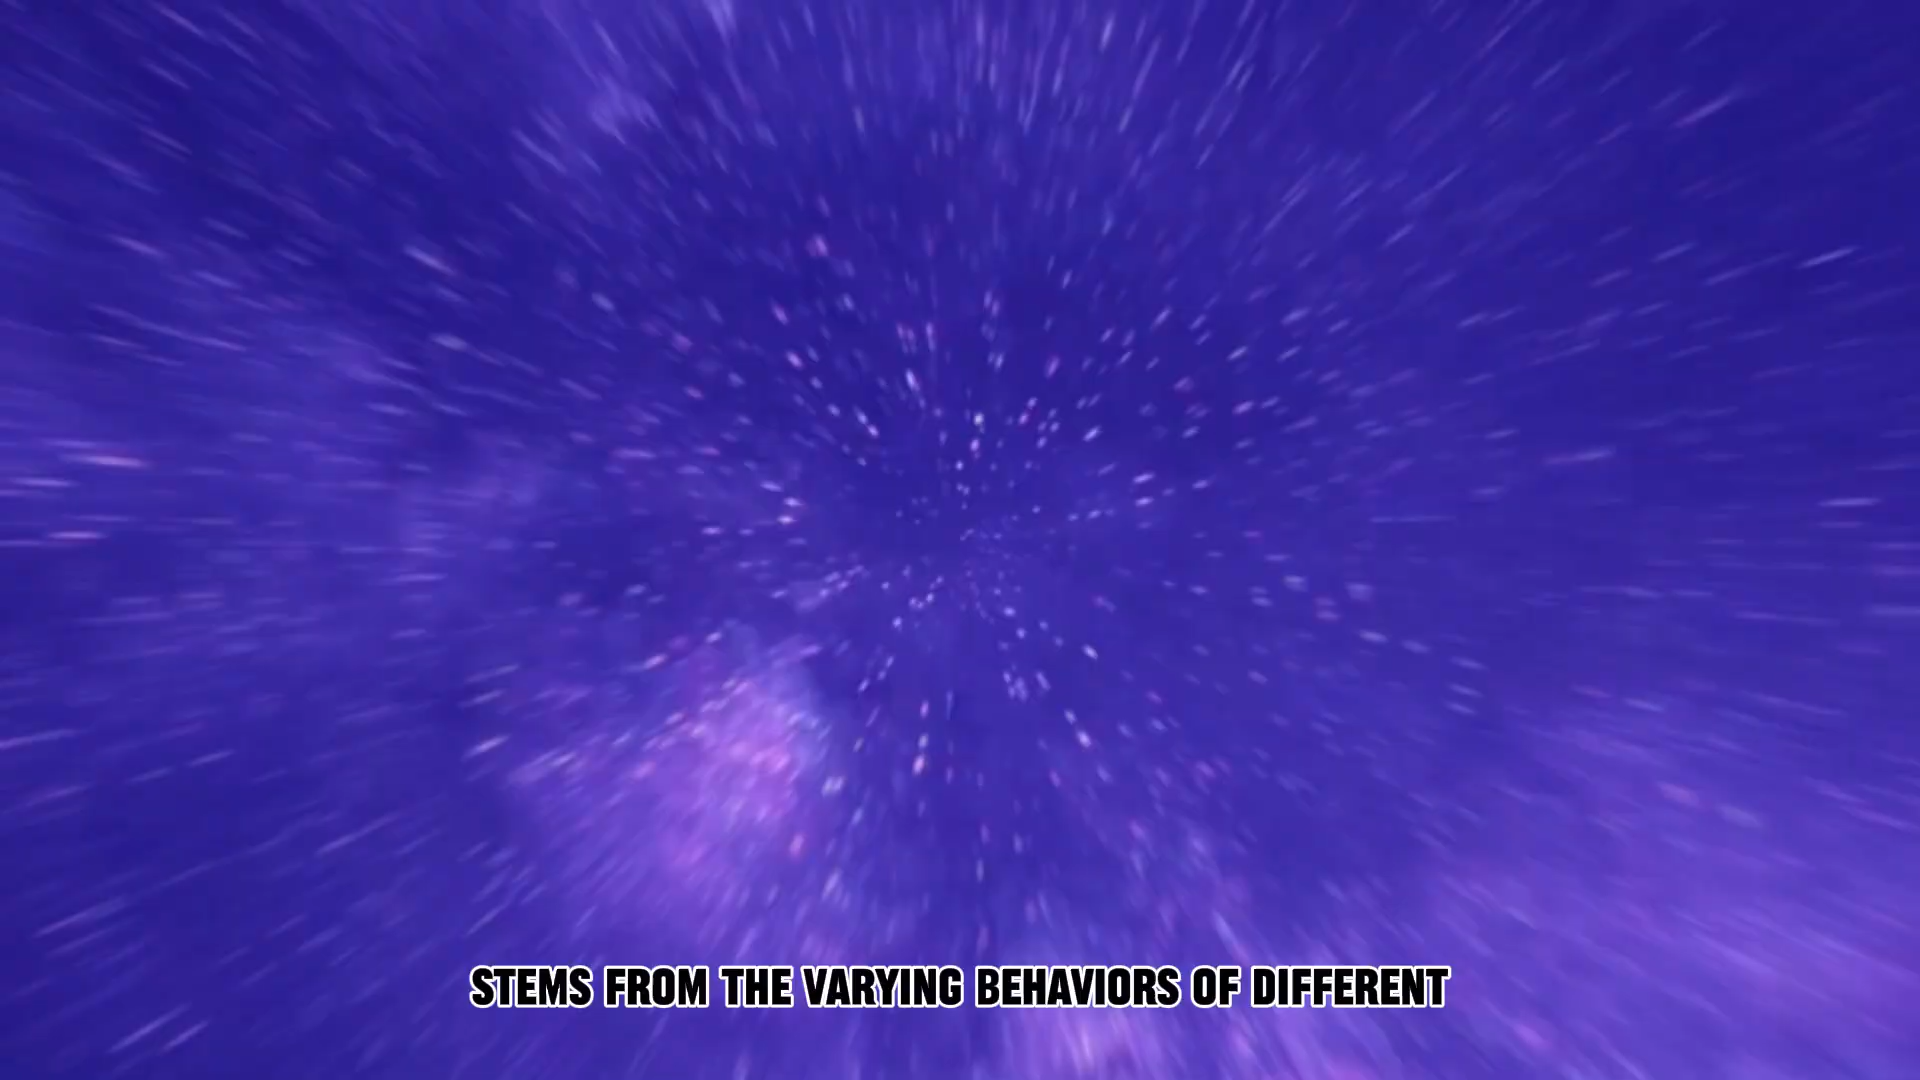 STEMS FROM THE VARYING BEHAVIORS OF DIFFERENT